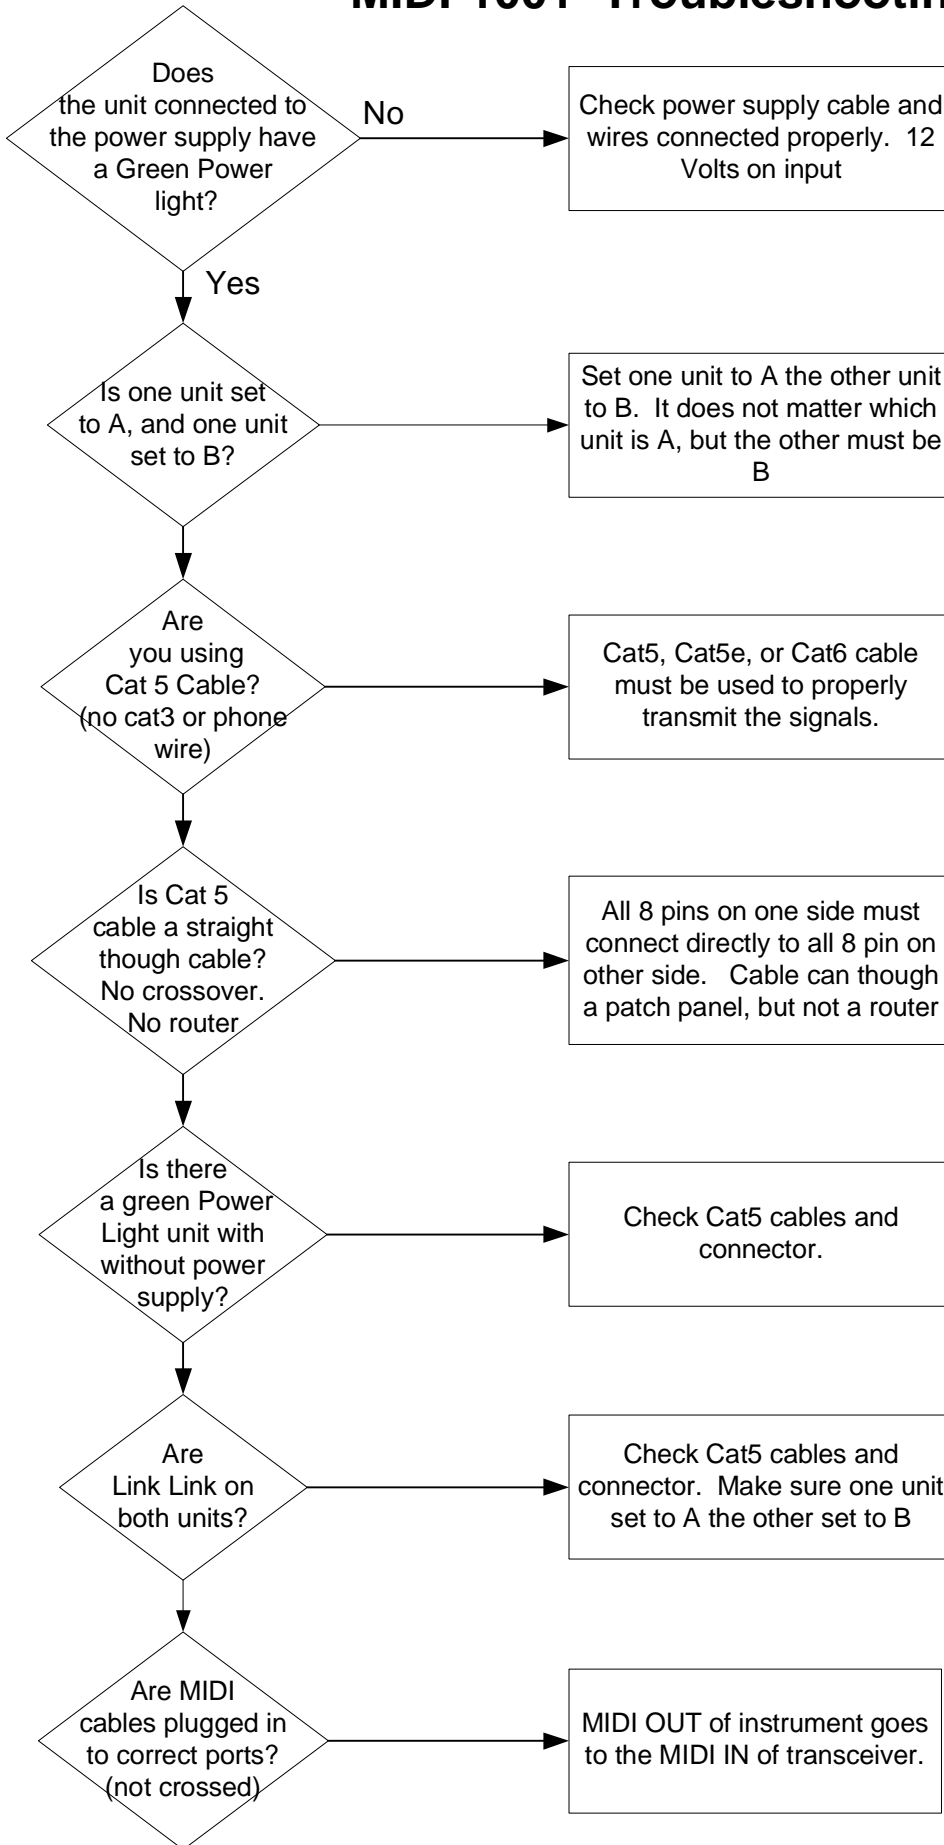 Does
the unit connected to
the power supply have
a Green Power
light?
No
Check power supply cable and
wires connected properly.  12
Volts on input
Yes
Is one unit set
to A, and one unit
set to B?
Set one unit to A the other unit
to B.  It does not matter which
unit is A, but the other must be
B
Are
you using
Cat 5 Cable?
(no cat3 or phone
wire)
Cat5, Cat5e, or Cat6 cable
must be used to properly
transmit the signals.
Is Cat 5
cable a straight
though cable?
No crossover.
No router
All 8 pins on one side must
connect directly to all 8 pin on
other side.   Cable can though
a patch panel, but not a router
Is there
a green Power
Light unit with
without power
supply?
Check Cat5 cables and
connector.
Are
Link Link on
both units?
Check Cat5 cables and
connector.  Make sure one unit
set to A the other set to B
Are MIDI
cables plugged in
to correct ports?
(not crossed)
MIDI OUT of instrument goes
to the MIDI IN of transceiver.